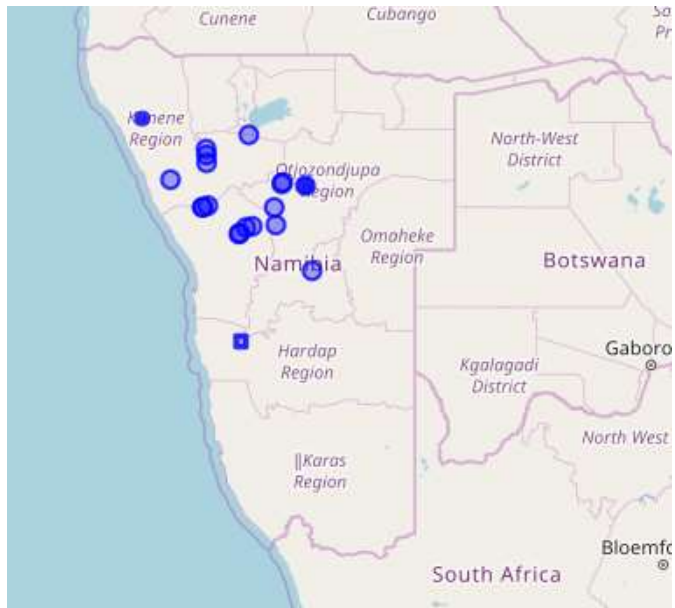 Cunene
Cubango
Kunene
Region
North-West
District
Otjozondjupa
Region
Omaheke
Region
Namibia
Botswana
Hardap
Region
Gaboro
Kgalagadi
District
North West
||Karas
Region
Bloemfo
South Africa